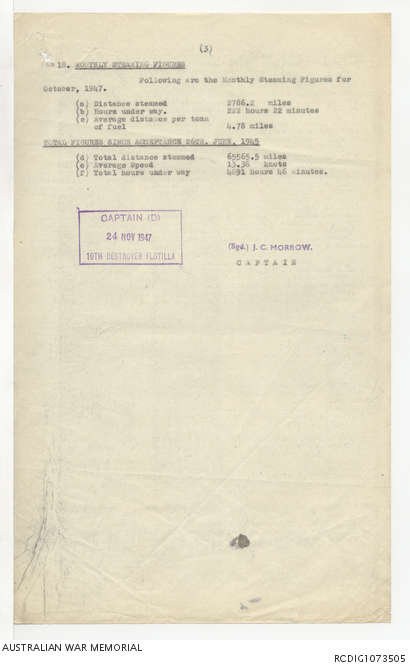 (3)
18. MONTHLY STEAMING FIGURES
Following are the Monthly Steaming Figures for
October, 1947.
(a) Distance steamed 2786.2 miles
(b) Hours under way. 222 hours 22 minutes
(c) Average distance per tonn
of fuel 4.78 miles
TOTAL FIGURES SINCE ACCEPTANCE 26TH. JUNE, 1945
(d) Total distance steamed 65565.5 miles
(e) Average Speed 13.36 knots
(f) Total hours under way 4891 hours 46 minutes.
CAPTAIN (D)
24 NOV 1947
10TH DESTROYER FLOTILLA
(Sgd.) J. C. MORROW.
CAPTAIN
AUSTRALIAN WAR MEMORIAL
RCDIG1073505